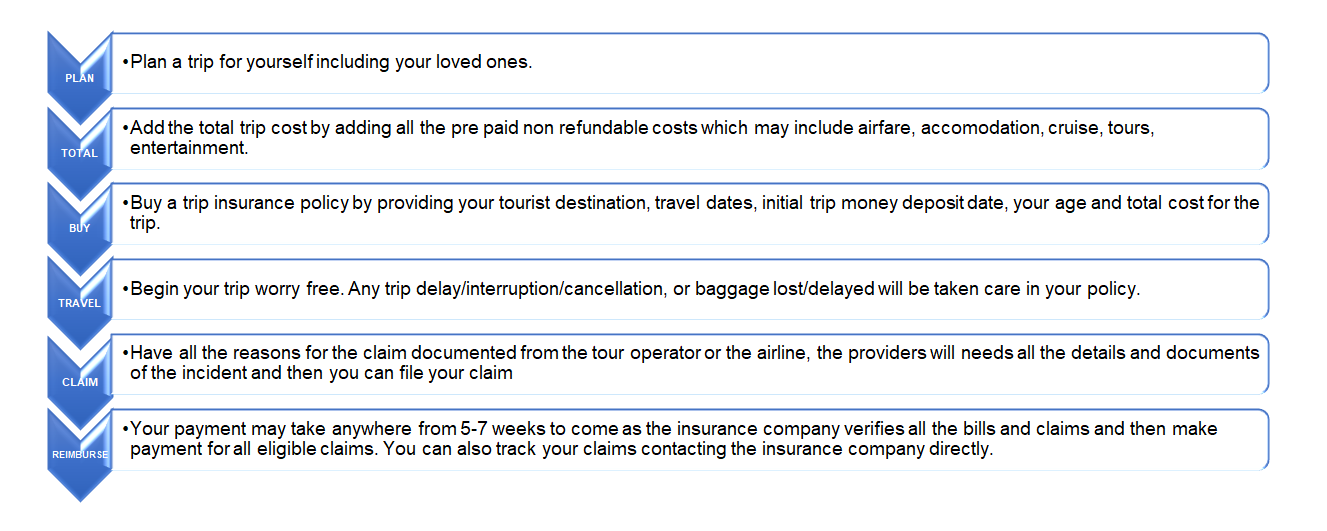 PLAN
•Plan a trip for yourself including your loved ones.
TOTAL
•Add the total trip cost by adding all the pre paid non refundable costs which may include airfare, accomodation, cruise, tours,
entertainment.
BUY
•Buy a trip insurance policy by providing your tourist destination, travel dates, initial trip money deposit date, your age and total cost for the
trip.
TRAVEL
•Begin your trip worry free. Any trip delay/interruption/cancellation, or baggage lost/delayed will be taken care in your policy.
CLAIM
•Have all the reasons for the claim documented from the tour operator or the airline, the providers will needs all the details and documents
of the incident and then you can file your claim
REIMBURSE
•Your payment may take anywhere from 5-7 weeks to come as the insurance company verifies all the bills and claims and then make
payment for all eligible claims. You can also track your claims contacting the insurance company directly.